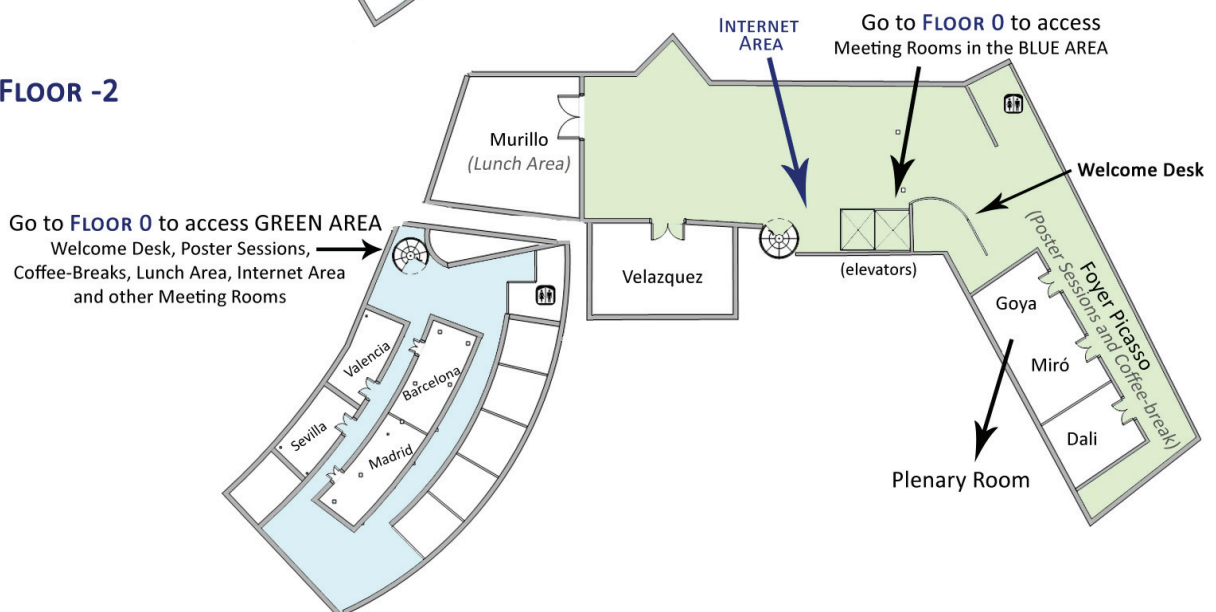 INTERNET
AREA
Go to FLOOR 0 to access
Meeting Rooms in the BLUE AREA
FLOOR -2
Murillo
(Lunch Area)
Welcome Desk
Go to FLOOR 0 to access GREEN AREA
Welcome Desk, Poster Sessions,
Coffee-Breaks, Lunch Area, Internet Area
and other Meeting Rooms
Velazquez
(elevators)
Foyer Picasso
(Poster Sessions and Coffee-break)
Goya
Miró
Dali
Plenary Room
Valencia
Barcelona
Sevilla
Madrid